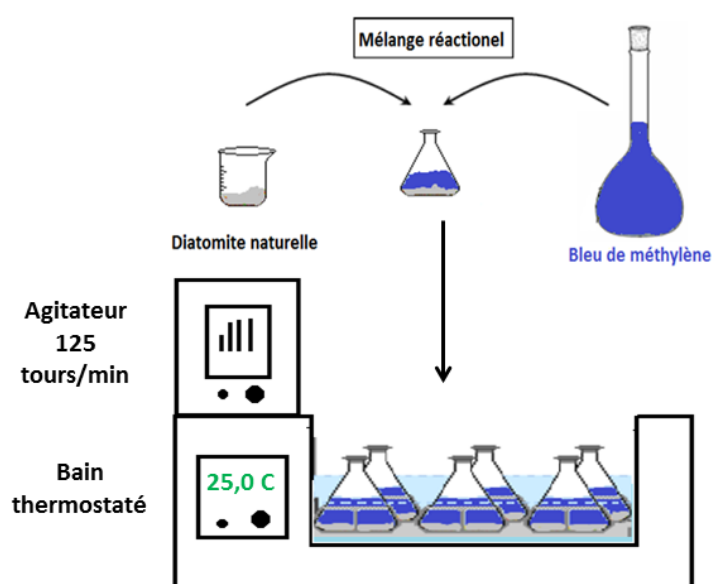 Mélange réactionel
Diatomite naturelle
Bleu de méthylène
Agitateur
125
tours/min
Bain
thermostaté
25,0 C